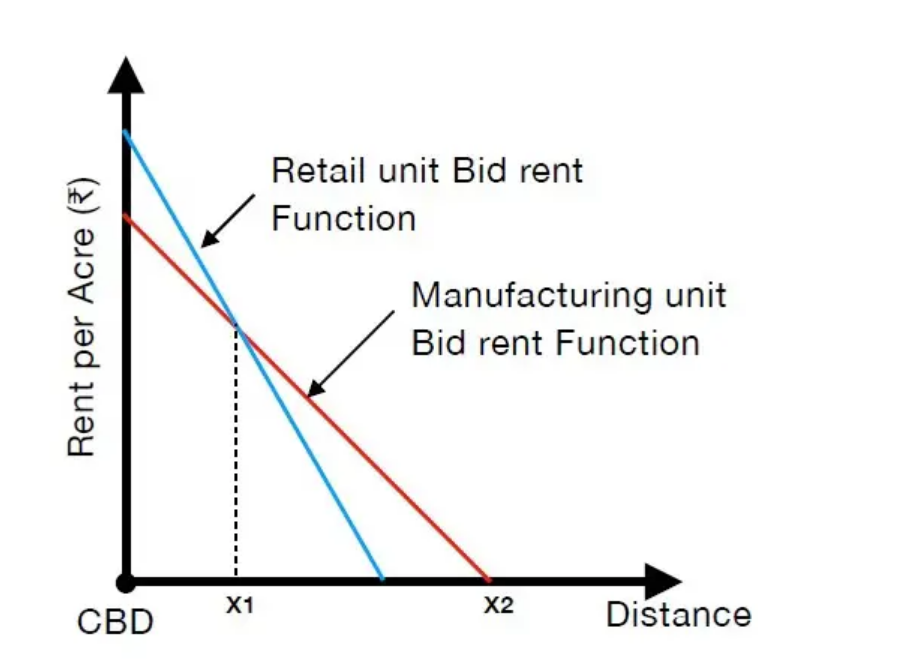 Rent per Acre (₹)
Retail unit Bid rent
Function
Manufacturing unit
Bid rent Function
CBD
X1
X2
Distance